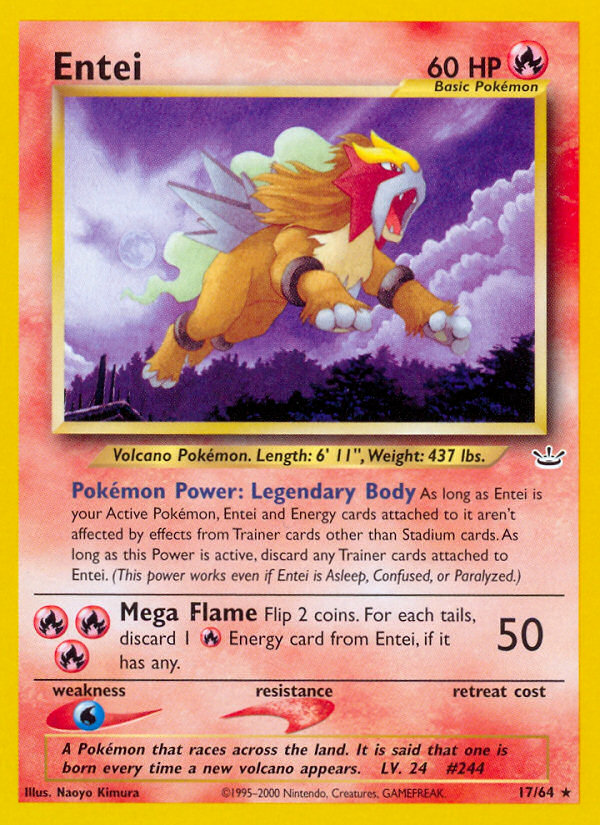 Entei
60 HP
Basic Pokémon
Volcano Pokémon. Length: 6' 11", Weight: 437 lbs.
Pokémon Power: Legendary Body As long as Entei is
your Active Pokémon, Entei and Energy cards attached to it aren't
affected by effects from Trainer cards other than Stadium cards. As
long as this Power is active, discard any Trainer cards attached to
Entei. (This power works even if Entei is Asleep, Confused, or Paralyzed.)
Mega Flame Flip 2 coins. For each tails,
discard 1 Energy card from Entei, if it
has any.
50
weakness resistance retreat cost
A Pokémon that races across the land. It is said that one is
born every time a new volcano appears. LV. 24 #244
Illus. Naoyo Kimura ©1995-2000 Nintendo, Creatures, GAMEFREAK. 17/64 ★